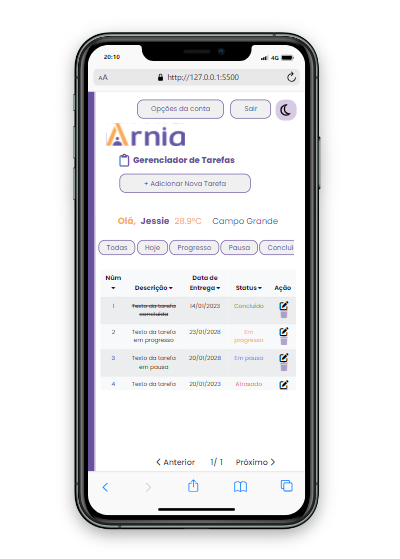 20:10
4G
AA
http://127.0.0.1:5500
Opções da conta
Sair
Arnia
Gerenciador de Tarefas
+ Adicionar Nova Tarefa
Olá, Jessie 28.9°C Campo Grande
Todas Hoje Progresso Pausa Concluí
Núm Descrição Data de Entrega Status Ação
1 Texto da tarefa concluída 14/01/2023 Concluído
2 Texto da tarefa em progresso 23/01/2028 Em progresso
3 Texto da tarefa em pausa 20/01/2028 Em pausa
4 Texto da tarefa 20/01/2023 Atrasado
Anterior 1/ 1 Próximo